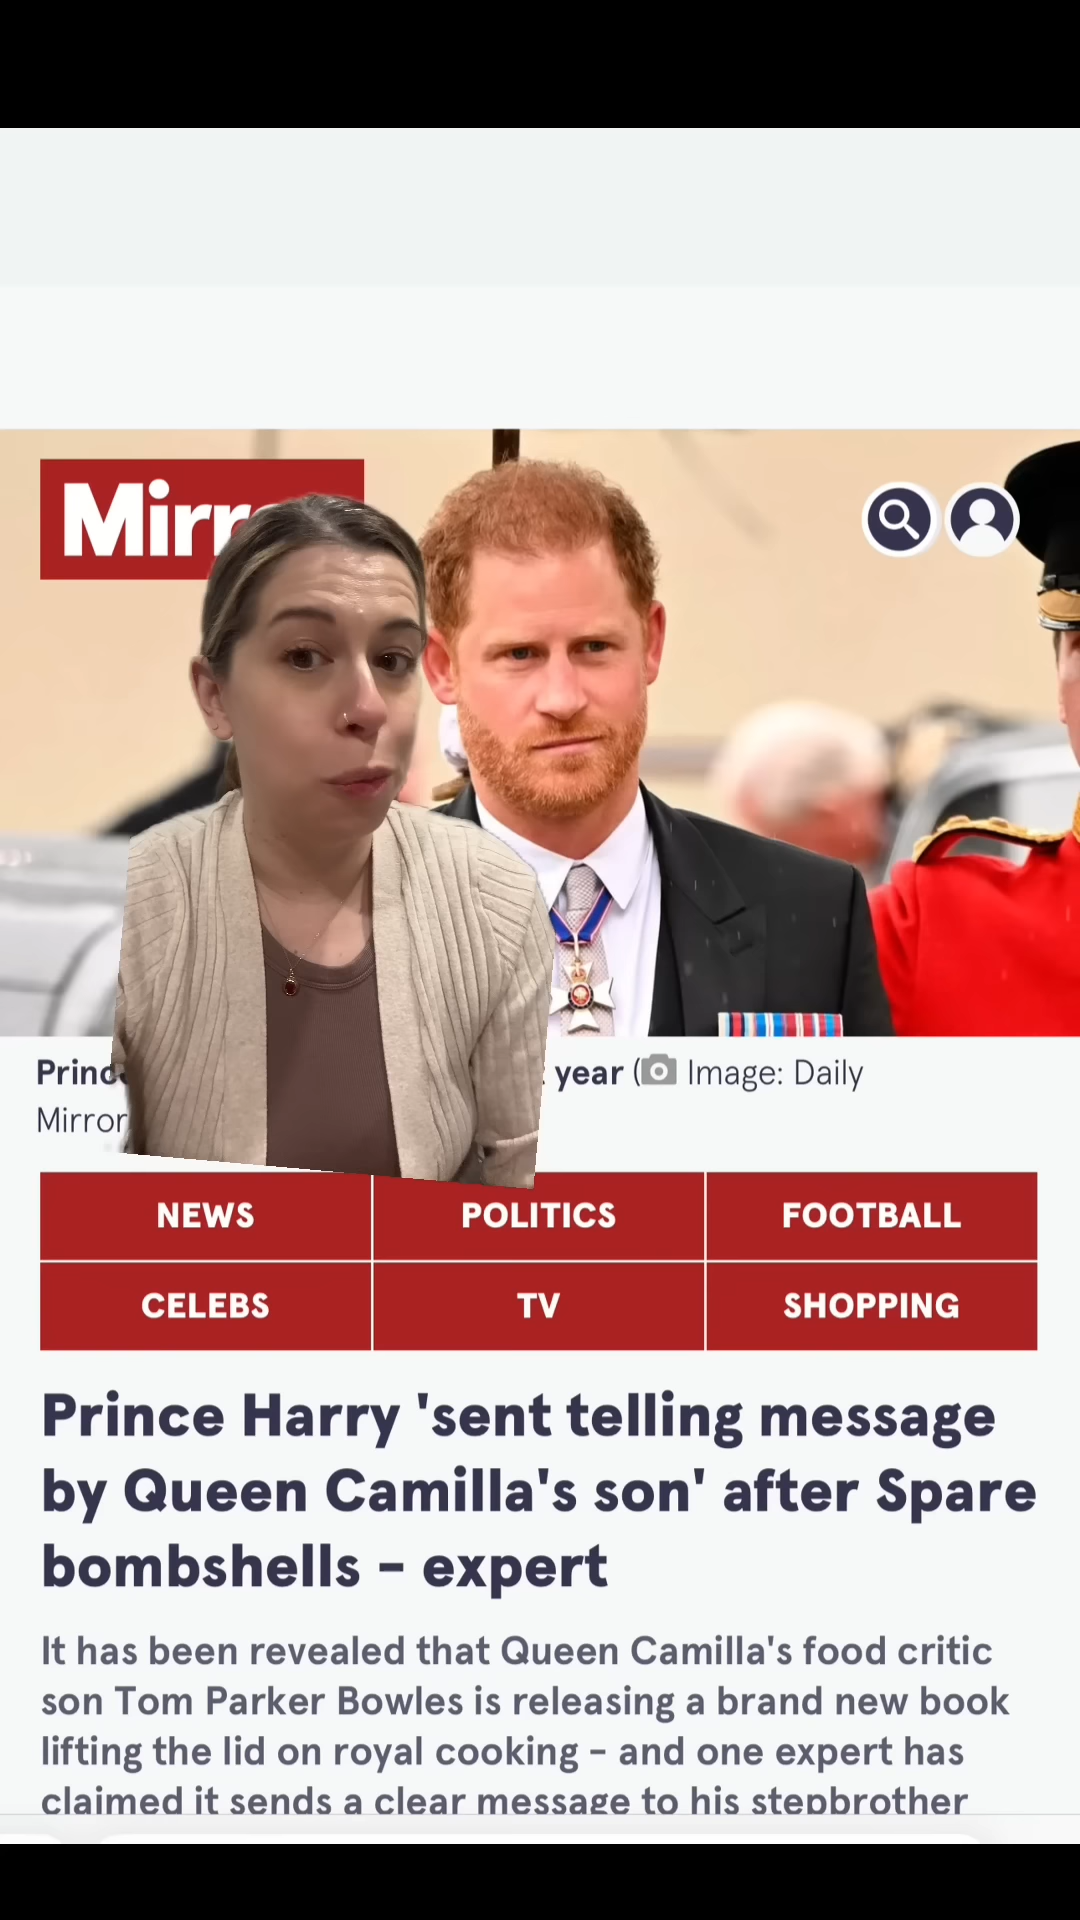 Mirr
year ( Image: Daily
Mirror
NEWS POLITICS FOOTBALL
CELEBS TV SHOPPING
Prince Harry 'sent telling message
by Queen Camilla's son' after Spare
bombshells – expert
It has been revealed that Queen Camilla's food critic
son Tom Parker Bowles is releasing a brand new book
lifting the lid on royal cooking – and one expert has
claimed it sends a clear message to his stepbrother